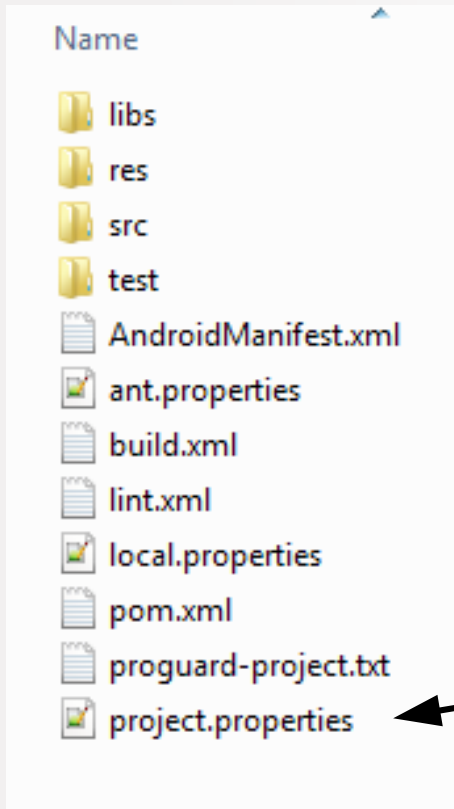 Name
libs
res
src
test
AndroidManifest.xml
ant.properties
build.xml
lint.xml
local.properties
pom.xml
proguard-project.txt
project.properties